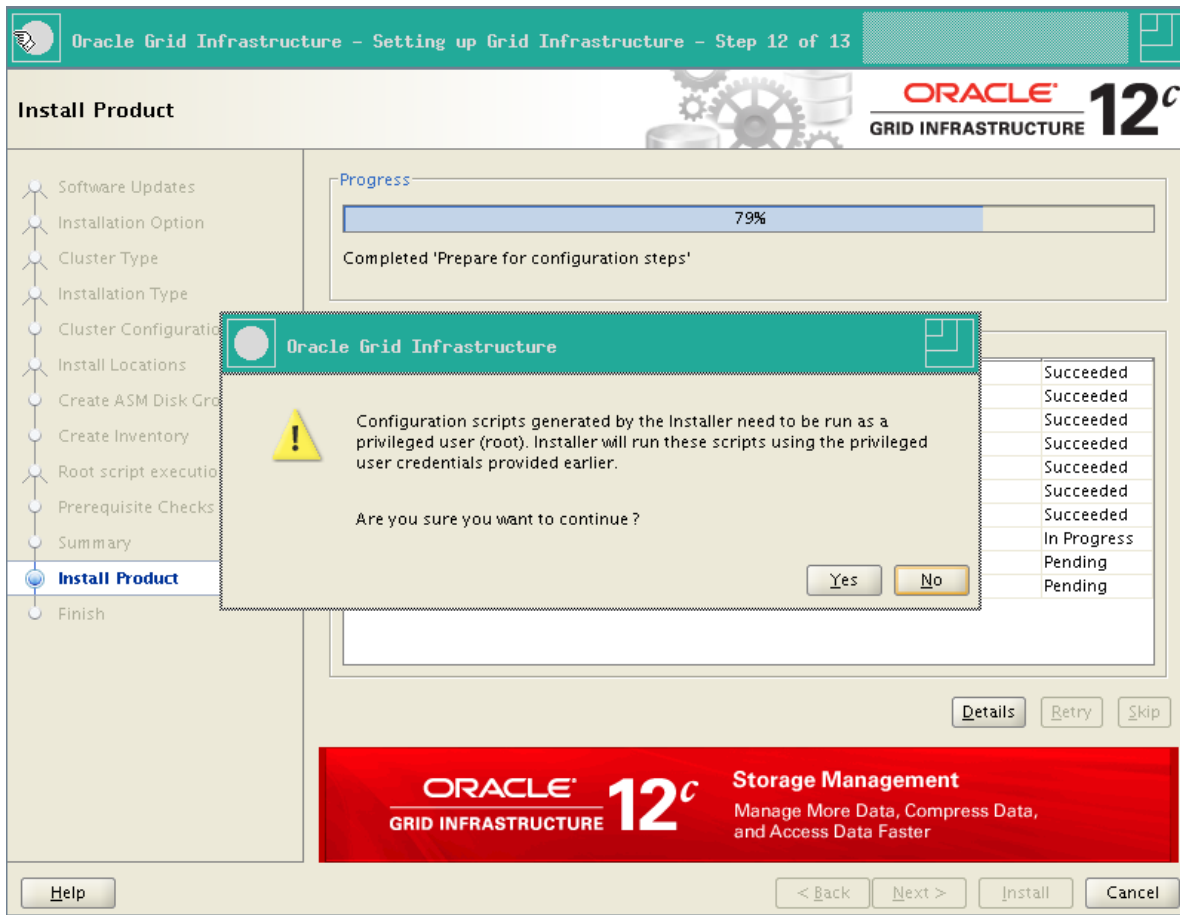 Oracle Grid Infrastructure - Setting up Grid Infrastructure - Step 12 of 13
Install Product
ORACLE
GRID INFRASTRUCTURE
12c
Software Updates
Installation Option
Cluster Type
Installation Type
Cluster Configuratio
Install Locations
Create ASM Disk Gro
Create Inventory
Root script executio
Prerequisite Checks
Summary
Install Product
Finish
Progress
79%
Completed 'Prepare for configuration steps'
Oracle Grid Infrastructure
Configuration scripts generated by the Installer need to be run as a
privileged user (root). Installer will run these scripts using the privileged
user credentials provided earlier.
Are you sure you want to continue?
Yes
No
Succeeded
Succeeded
Succeeded
Succeeded
Succeeded
Succeeded
Succeeded
In Progress
Pending
Pending
Details
Retry
Skip
ORACLE
GRID INFRASTRUCTURE
12c
Storage Management
Manage More Data, Compress Data,
and Access Data Faster
Help
< Back
Next >
Install
Cancel